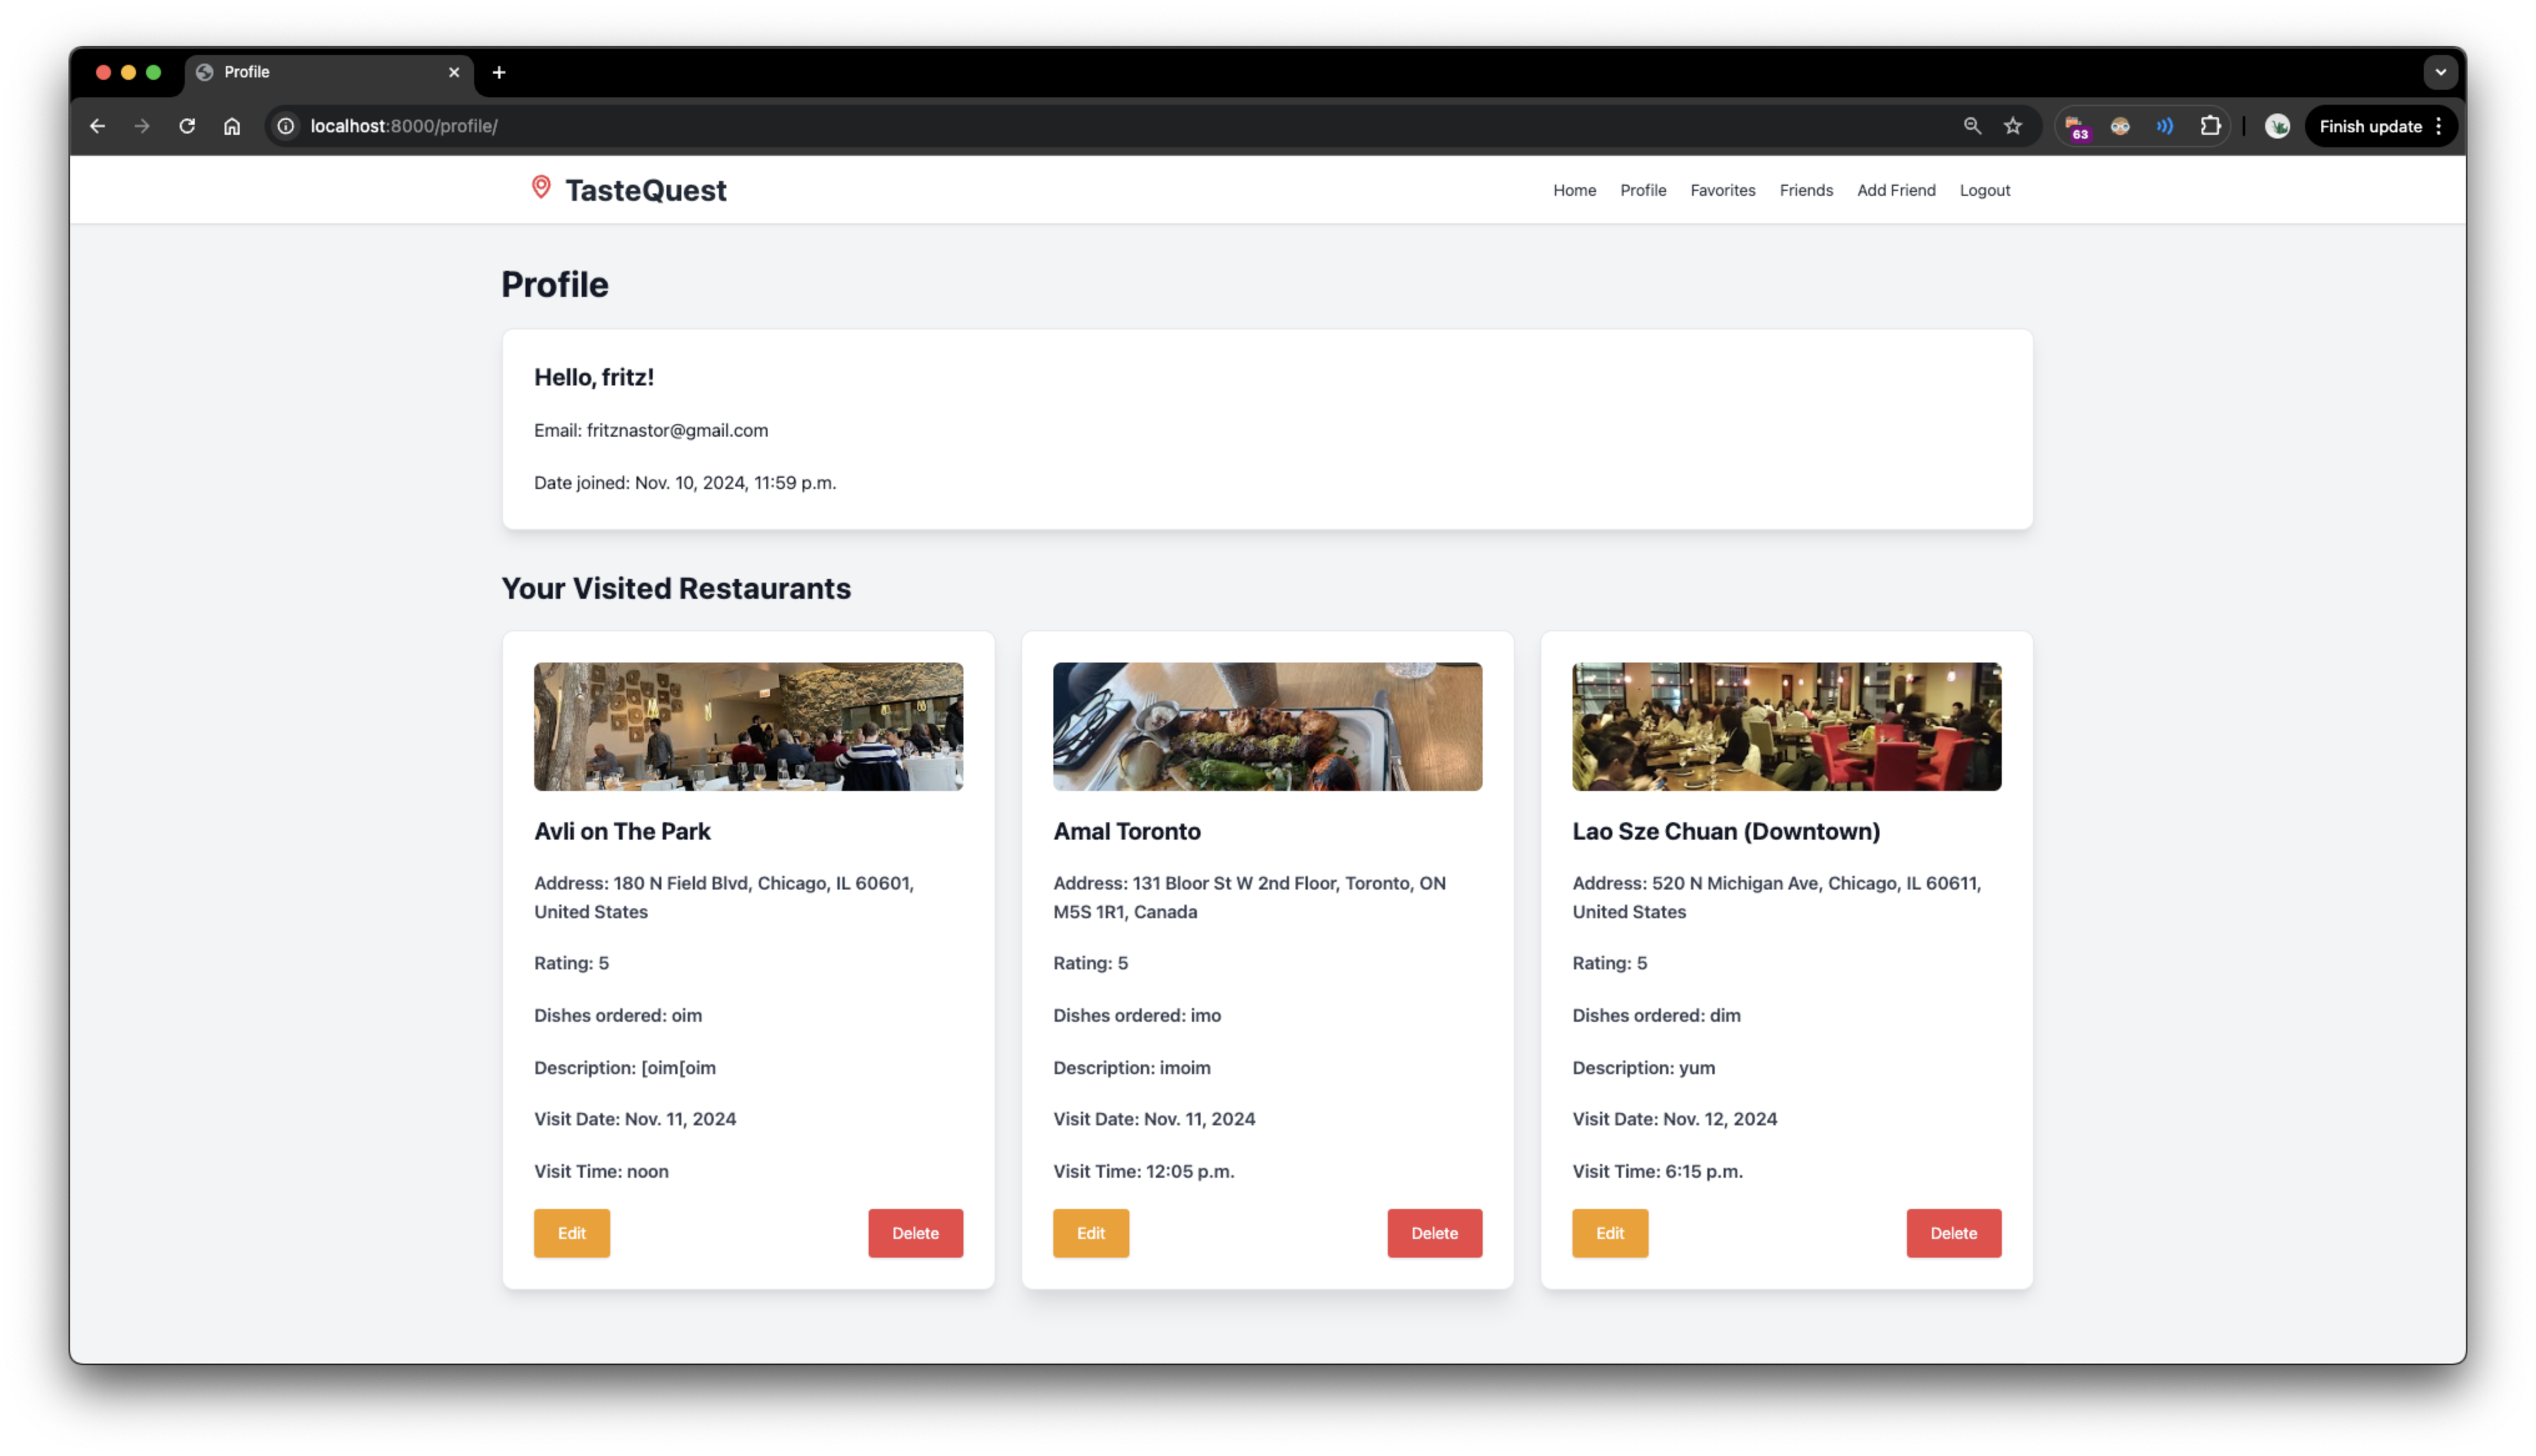 Profile
localhost:8000/profile/
63
Finish update
TasteQuest
Home Profile Favorites Friends Add Friend Logout
Profile
Hello, fritz!
Email: fritznastor@gmail.com
Date joined: Nov. 10, 2024, 11:59 p.m.
Your Visited Restaurants
Avli on The Park
Address: 180 N Field Blvd, Chicago, IL 60601,
United States
Rating: 5
Dishes ordered: oim
Description: [oim[oim
Visit Date: Nov. 11, 2024
Visit Time: noon
Edit Delete
Amal Toronto
Address: 131 Bloor St W 2nd Floor, Toronto, ON
M5S 1R1, Canada
Rating: 5
Dishes ordered: imo
Description: imoim
Visit Date: Nov. 11, 2024
Visit Time: 12:05 p.m.
Edit Delete
Lao Sze Chuan (Downtown)
Address: 520 N Michigan Ave, Chicago, IL 60611,
United States
Rating: 5
Dishes ordered: dim
Description: yum
Visit Date: Nov. 12, 2024
Visit Time: 6:15 p.m.
Edit Delete